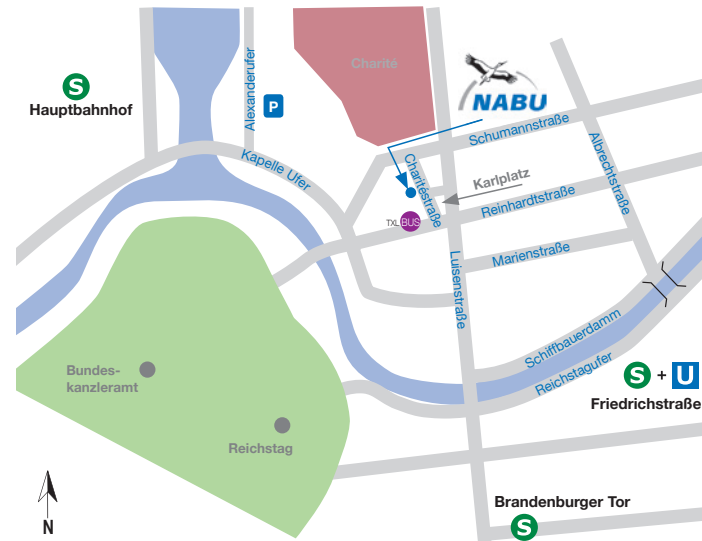 S
Hauptbahnhof
Alexanderufer
P
Charité
NABU
Schumannstraße
Albrechtstraße
Kapelle Ufer
Charitéstraße
Karlplatz
Reinhardtstraße
TXL BUS
Marienstraße
Luisenstraße
Schiffbauerdamm
Reichstagufer
S + U
Friedrichstraße
Bundes-
kanzleramt
Reichstag
N
Brandenburger Tor
S